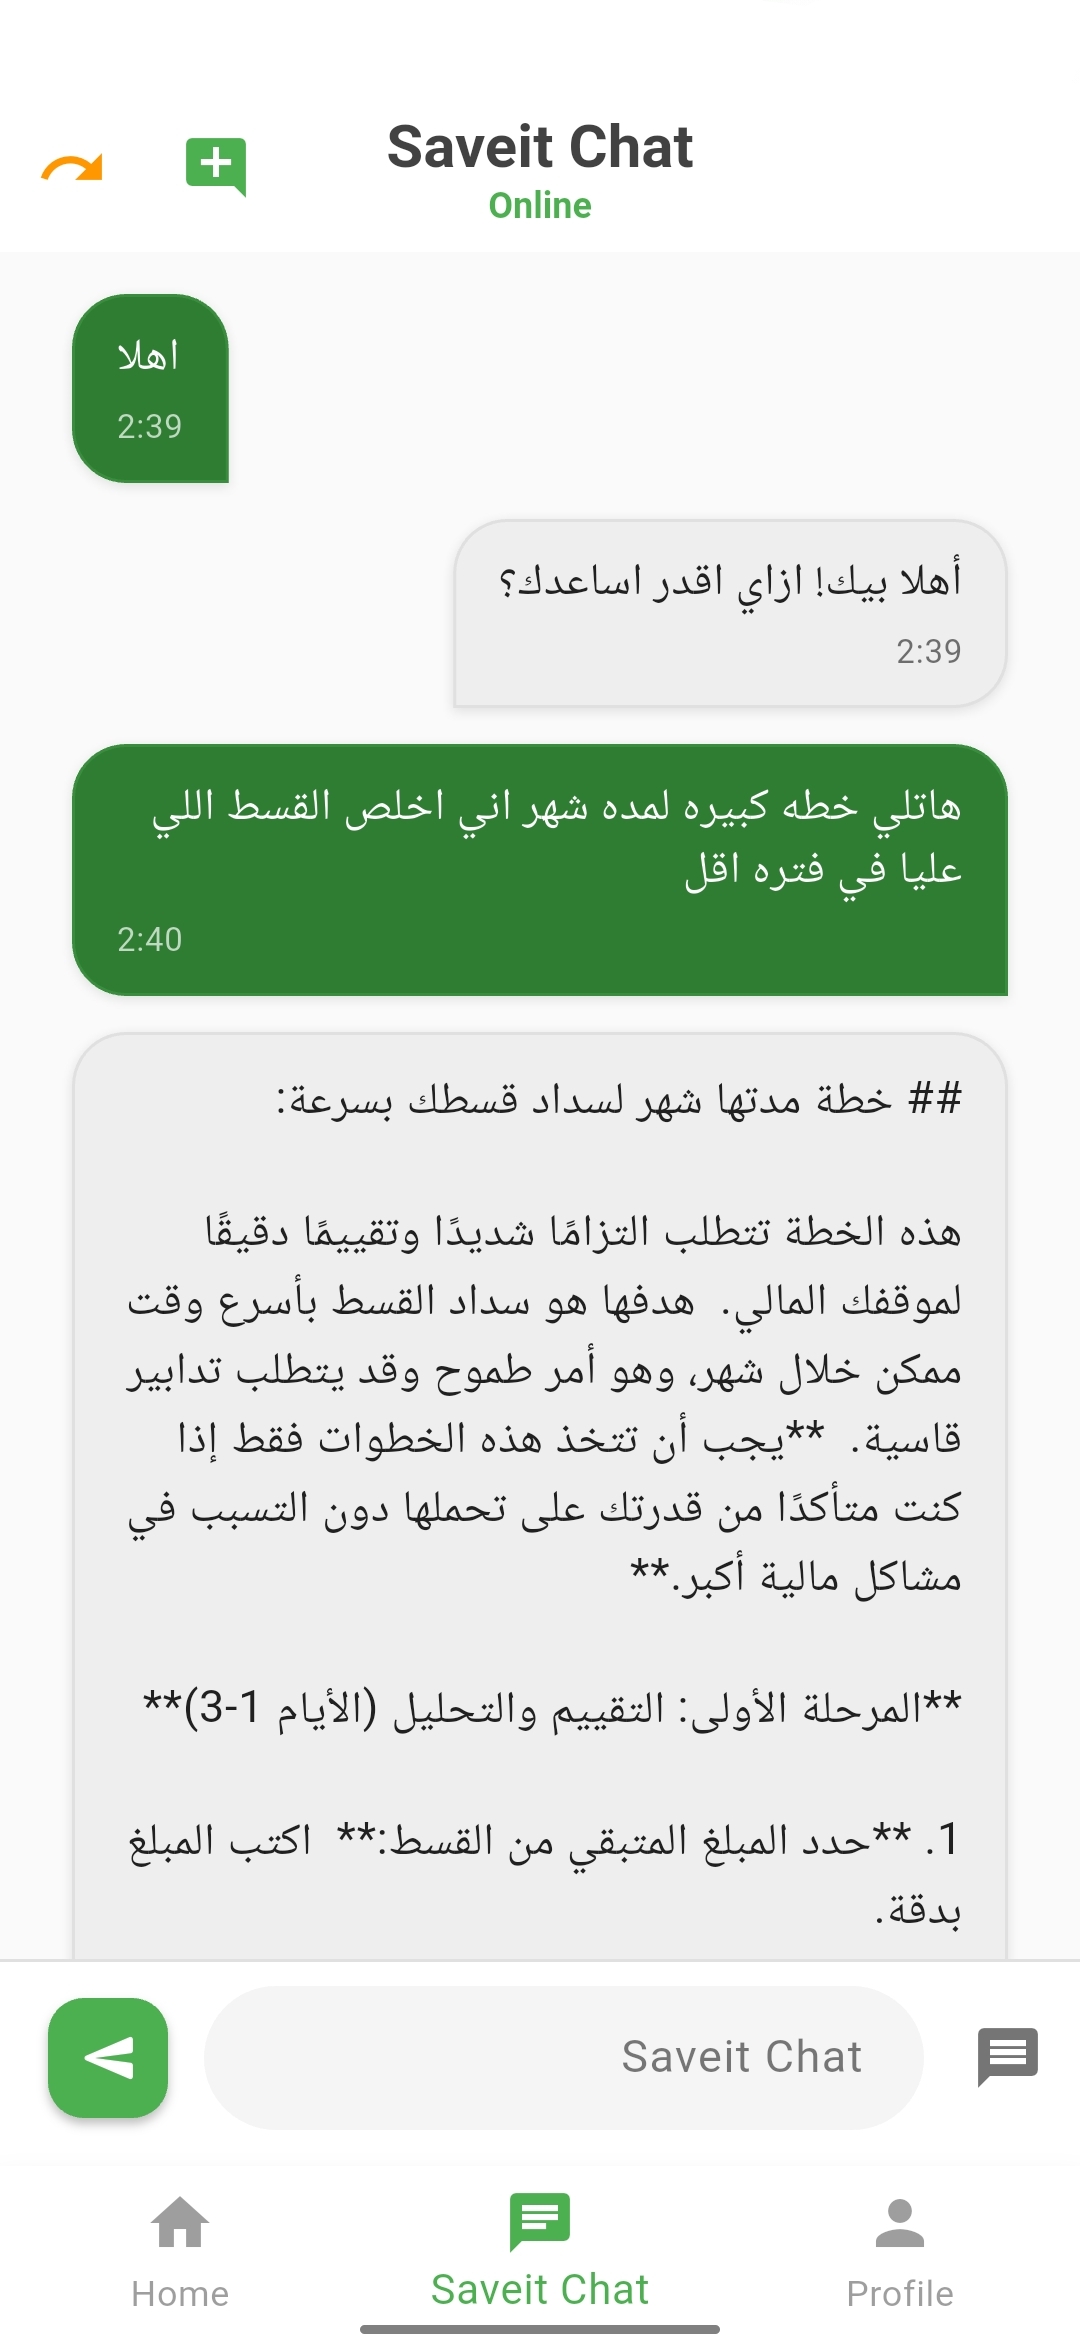 Saveit Chat
Online
اهلا
2:39
أهلا بيك! ازاي اقدر اساعدك؟
2:39
هاتلي خطه كبيره لمده شهر اني اخلص القسط اللي
عليا في فتره اقل
2:40
## خطة مدتها شهر لسداد قسطك بسرعة:
هذه الخطة تتطلب التزامًا شديدًا وتقييمًا دقيقًا
لموقفك المالي. هدفها هو سداد القسط بأسرع وقت
ممكن خلال شهر، وهو أمر طموح وقد يتطلب تدابير
قاسية. **يجب أن تتخذ هذه الخطوات فقط إذا
كنت متأكدًا من قدرتك على تحملها دون التسبب في
مشاكل مالية أكبر.**
**المرحلة الأولى: التقييم والتحليل (الأيام 1-3)**
1. **حدد المبلغ المتبقي من القسط:** اكتب المبلغ
بدقة.
Saveit Chat
Home
Saveit Chat
Profile